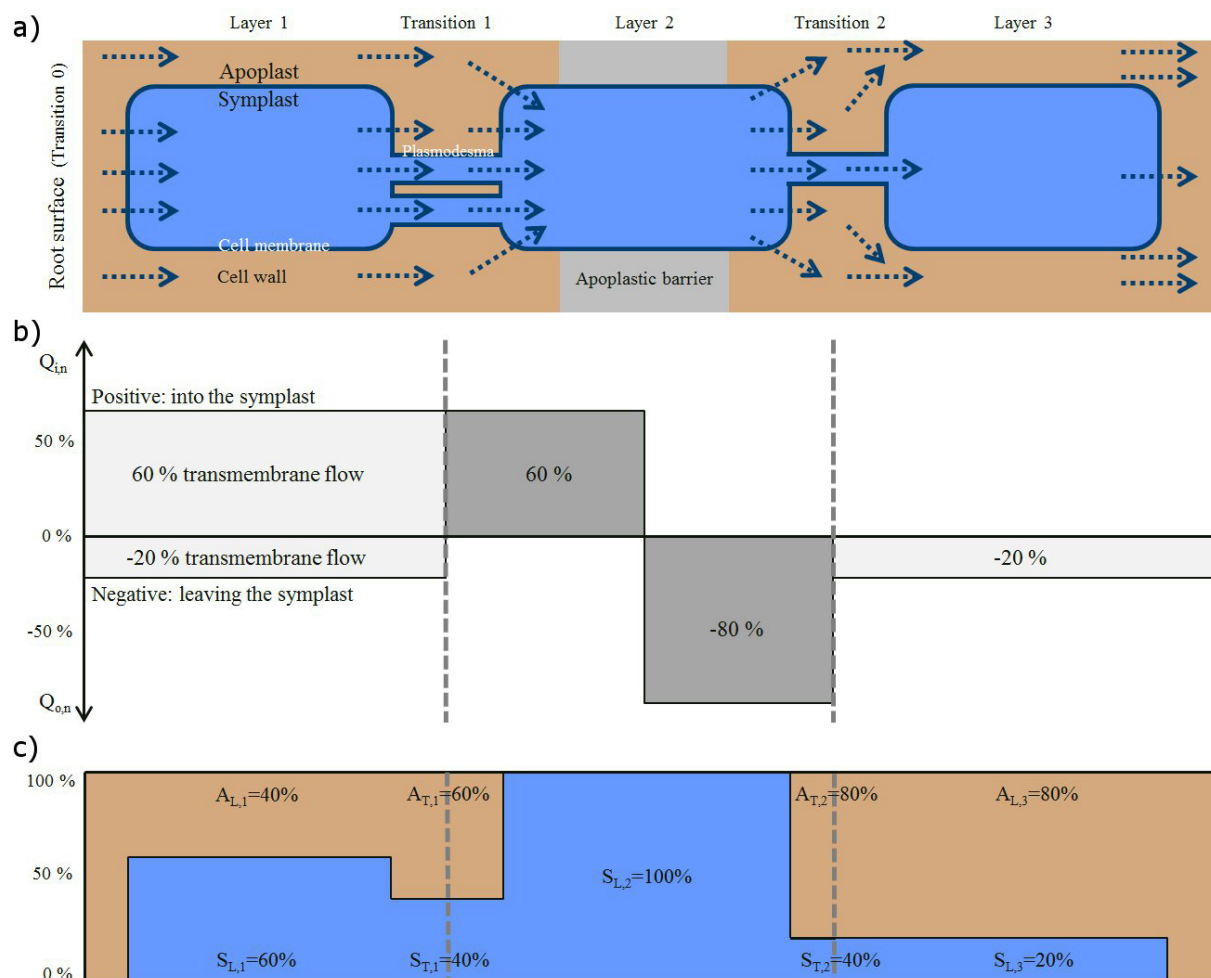 Layer 1 Transition 1 Layer 2 Transition 2 Layer 3
a)
Root surface (Transition 0)
Apoplast
Symplast
Plasmodesma
Cell membrane
Cell wall
Apoplastic barrier
b)
Qi,n
Positive: into the symplast
50 %
60 % transmembrane flow
60 %
0 %
-20 % transmembrane flow
-20 %
Negative: leaving the symplast
-50 %
-80 %
Qo,n
c)
100 %
AL,1=40% AT,1=60% AT,2=80% AL,3=80%
50 %
SL,2=100%
SL,1=60% ST,1=40% ST,2=40% SL,3=20%
0 %